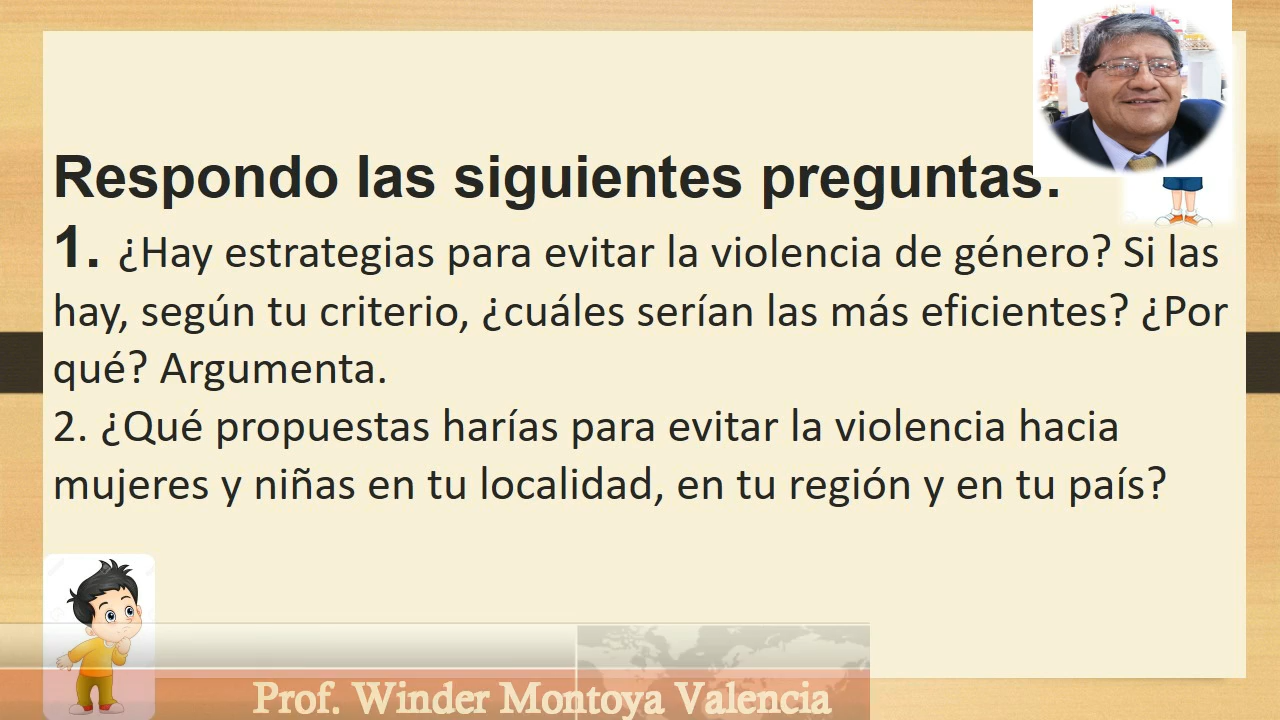 Respondo las siguientes preguntas:
1. ¿Hay estrategias para evitar la violencia de género? Si las
hay, según tu criterio, ¿cuáles serían las más eficientes? ¿Por
qué? Argumenta.
2. ¿Qué propuestas harías para evitar la violencia hacia
mujeres y niñas en tu localidad, en tu región y en tu país?
Prof. Winder Montoya Valencia